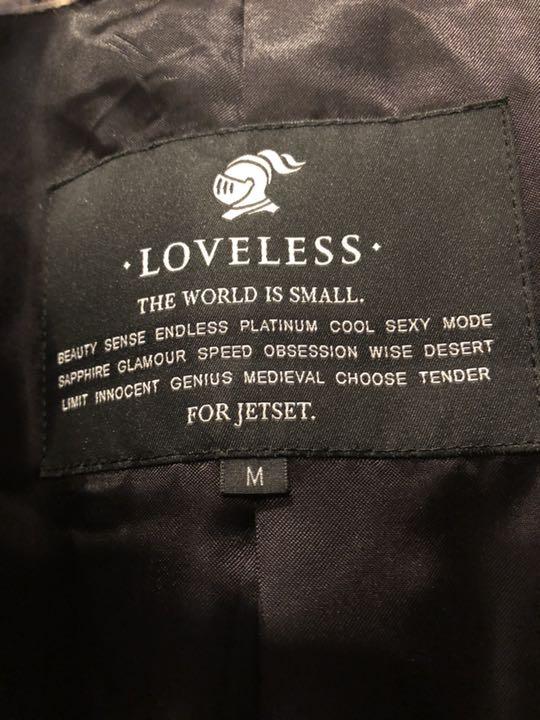 ·LOVELESS·
THE WORLD IS SMALL.
BEAUTY SENSE ENDLESS PLATINUM COOL SEXY MODE
SAPPHIRE GLAMOUR SPEED OBSESSION WISE DESERT
LIMIT INNOCENT GENIUS MEDIEVAL CHOOSE TENDER
FOR JETSET.
M